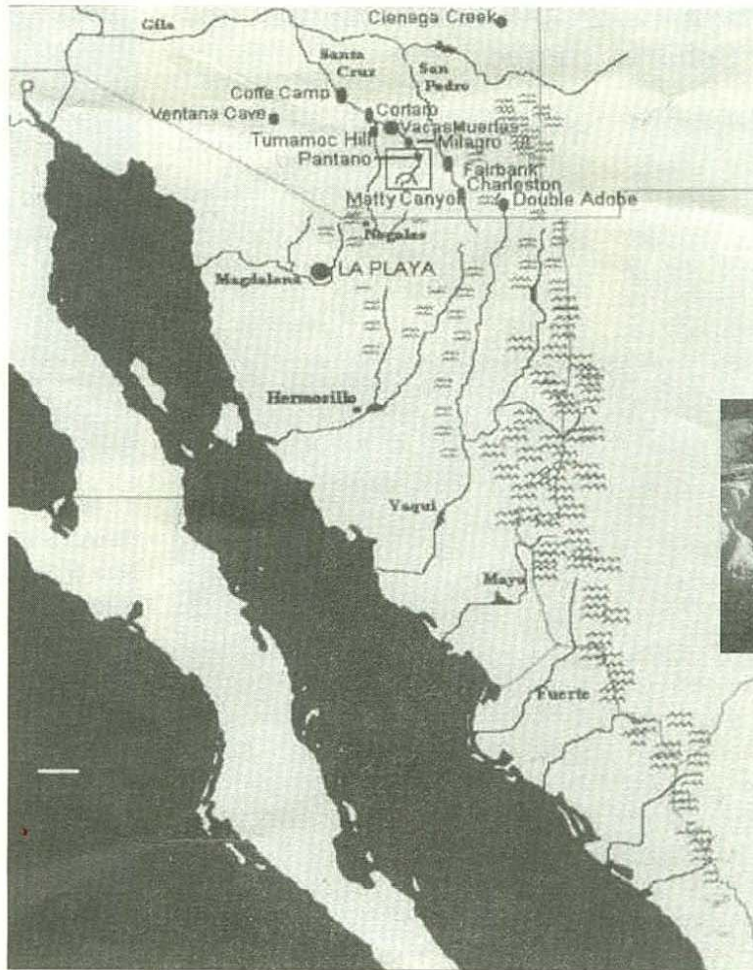 Cienega Creek
Gila
Santa
Cruz
San
Pedro
Coffe Camp
Ventana Cave
Cortaro
Vacas Muertas
Tumamoc Hill
Milagro
Pantano
Fairbank
Charleston
Matty Canyon
Double Adobe
Nogales
Magdalena
LA PLAYA
Hermosillo
Yaqui
Mayo
Fuerte